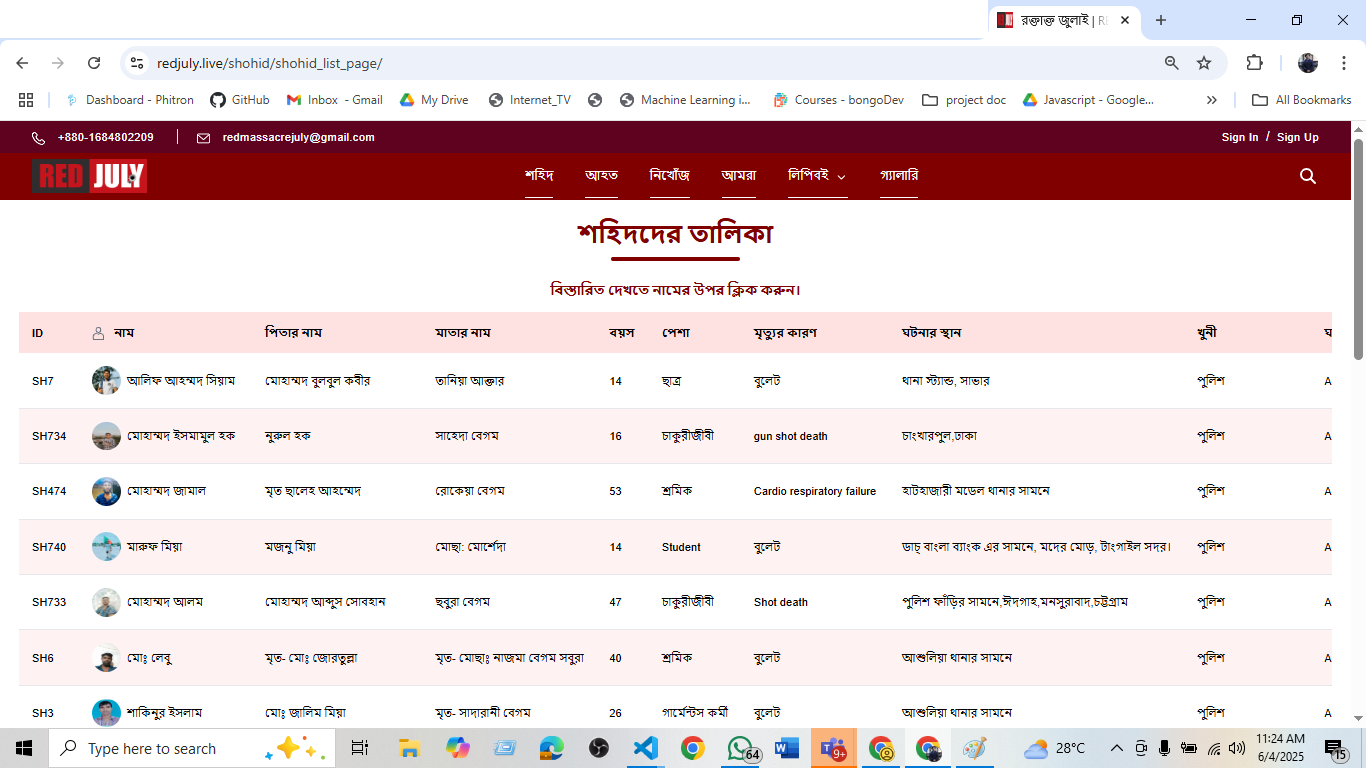 রক্তাক্ত জুলাই | RE
redjuly.live/shohid/shohid_list_page/
Dashboard - Phitron GitHub Inbox - Gmail My Drive Internet_TV Machine Learning i... Courses - bongoDev project doc Javascript - Google... All Bookmarks
+880-1684802209 redmassacrejuly@gmail.com Sign In / Sign Up
RED JULY শহিদ আহত নিখোঁজ আমরা লিপিবই গ্যালারি
শহিদদের তালিকা
বিস্তারিত দেখতে নামের উপর ক্লিক করুন।
ID নাম পিতার নাম মাতার নাম বয়স পেশা মৃত্যুর কারণ ঘটনার স্থান খুনী ঘ
SH7 আলিফ আহম্মদ সিয়াম মোহাম্মদ বুলবুল কবীর তানিয়া আক্তার 14 ছাত্র বুলেট থানা স্ট্যান্ড, সাভার পুলিশ A
SH734 মোহাম্মদ ইসমামুল হক নুরুল হক সাহেদা বেগম 16 চাকুরীজীবী gun shot death চাংখারপুল,ঢাকা পুলিশ A
SH474 মোহাম্মদ জামাল মৃত ছালেহ আহম্মেদ রোকেয়া বেগম 53 শ্রমিক Cardio respiratory failure হাটহাজারী মডেল থানার সামনে পুলিশ A
SH740 মারুফ মিয়া মজনু মিয়া মোছা: মোর্শেদা 14 Student বুলেট ডাচ্ বাংলা ব্যাংক এর সামনে, মদের মোড়, টাংগাইল সদর। পুলিশ A
SH733 মোহাম্মদ আলম মোহাম্মদ আব্দুস সোবহান ছবুরা বেগম 47 চাকুরীজীবী Shot death পুলিশ ফাঁড়ির সামনে,ঈদগাহ,মনসুরাবাদ,চট্টগ্রাম পুলিশ A
SH6 মোঃ লেবু মৃত- মোঃ জোরতুল্লা মৃত- মোছাঃ নাজমা বেগম সবুরা 40 শ্রমিক বুলেট আশুলিয়া থানার সামনে পুলিশ A
SH3 শাকিনুর ইসলাম মোঃ জালিম মিয়া মৃত- সাদারানী বেগম 26 গার্মেন্টস কর্মী বুলেট আশুলিয়া থানার সামনে পুলিশ A
Type here to search 64 9+ 28°C 11:24 AM 15
6/4/2025